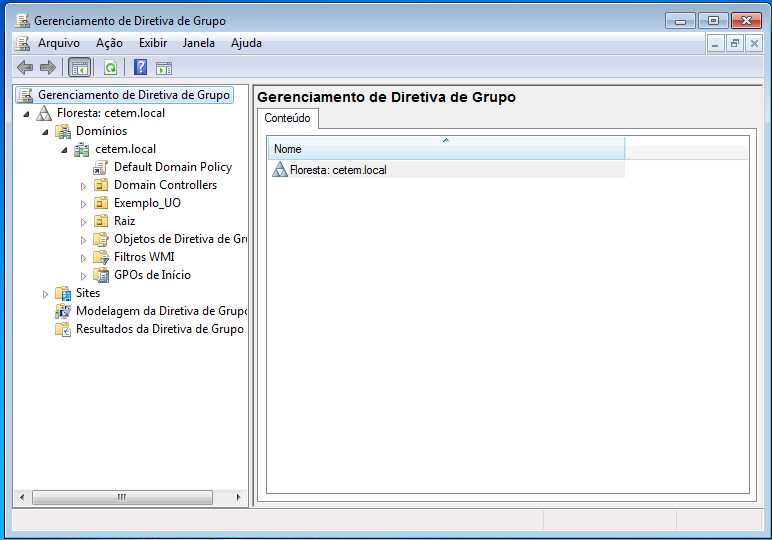 Gerenciamento de Diretiva de Grupo
Arquivo Ação Exibir Janela Ajuda
Gerenciamento de Diretiva de Grupo
Floresta: cetem.local
Domínios
cetem.local
Default Domain Policy
Domain Controllers
Exemplo_UO
Raiz
Objetos de Diretiva de Gru
Filtros WMI
GPOs de Início
Sites
Modelagem da Diretiva de Grupo
Resultados da Diretiva de Grupo
Gerenciamento de Diretiva de Grupo
Conteúdo
Nome
Floresta: cetem.local